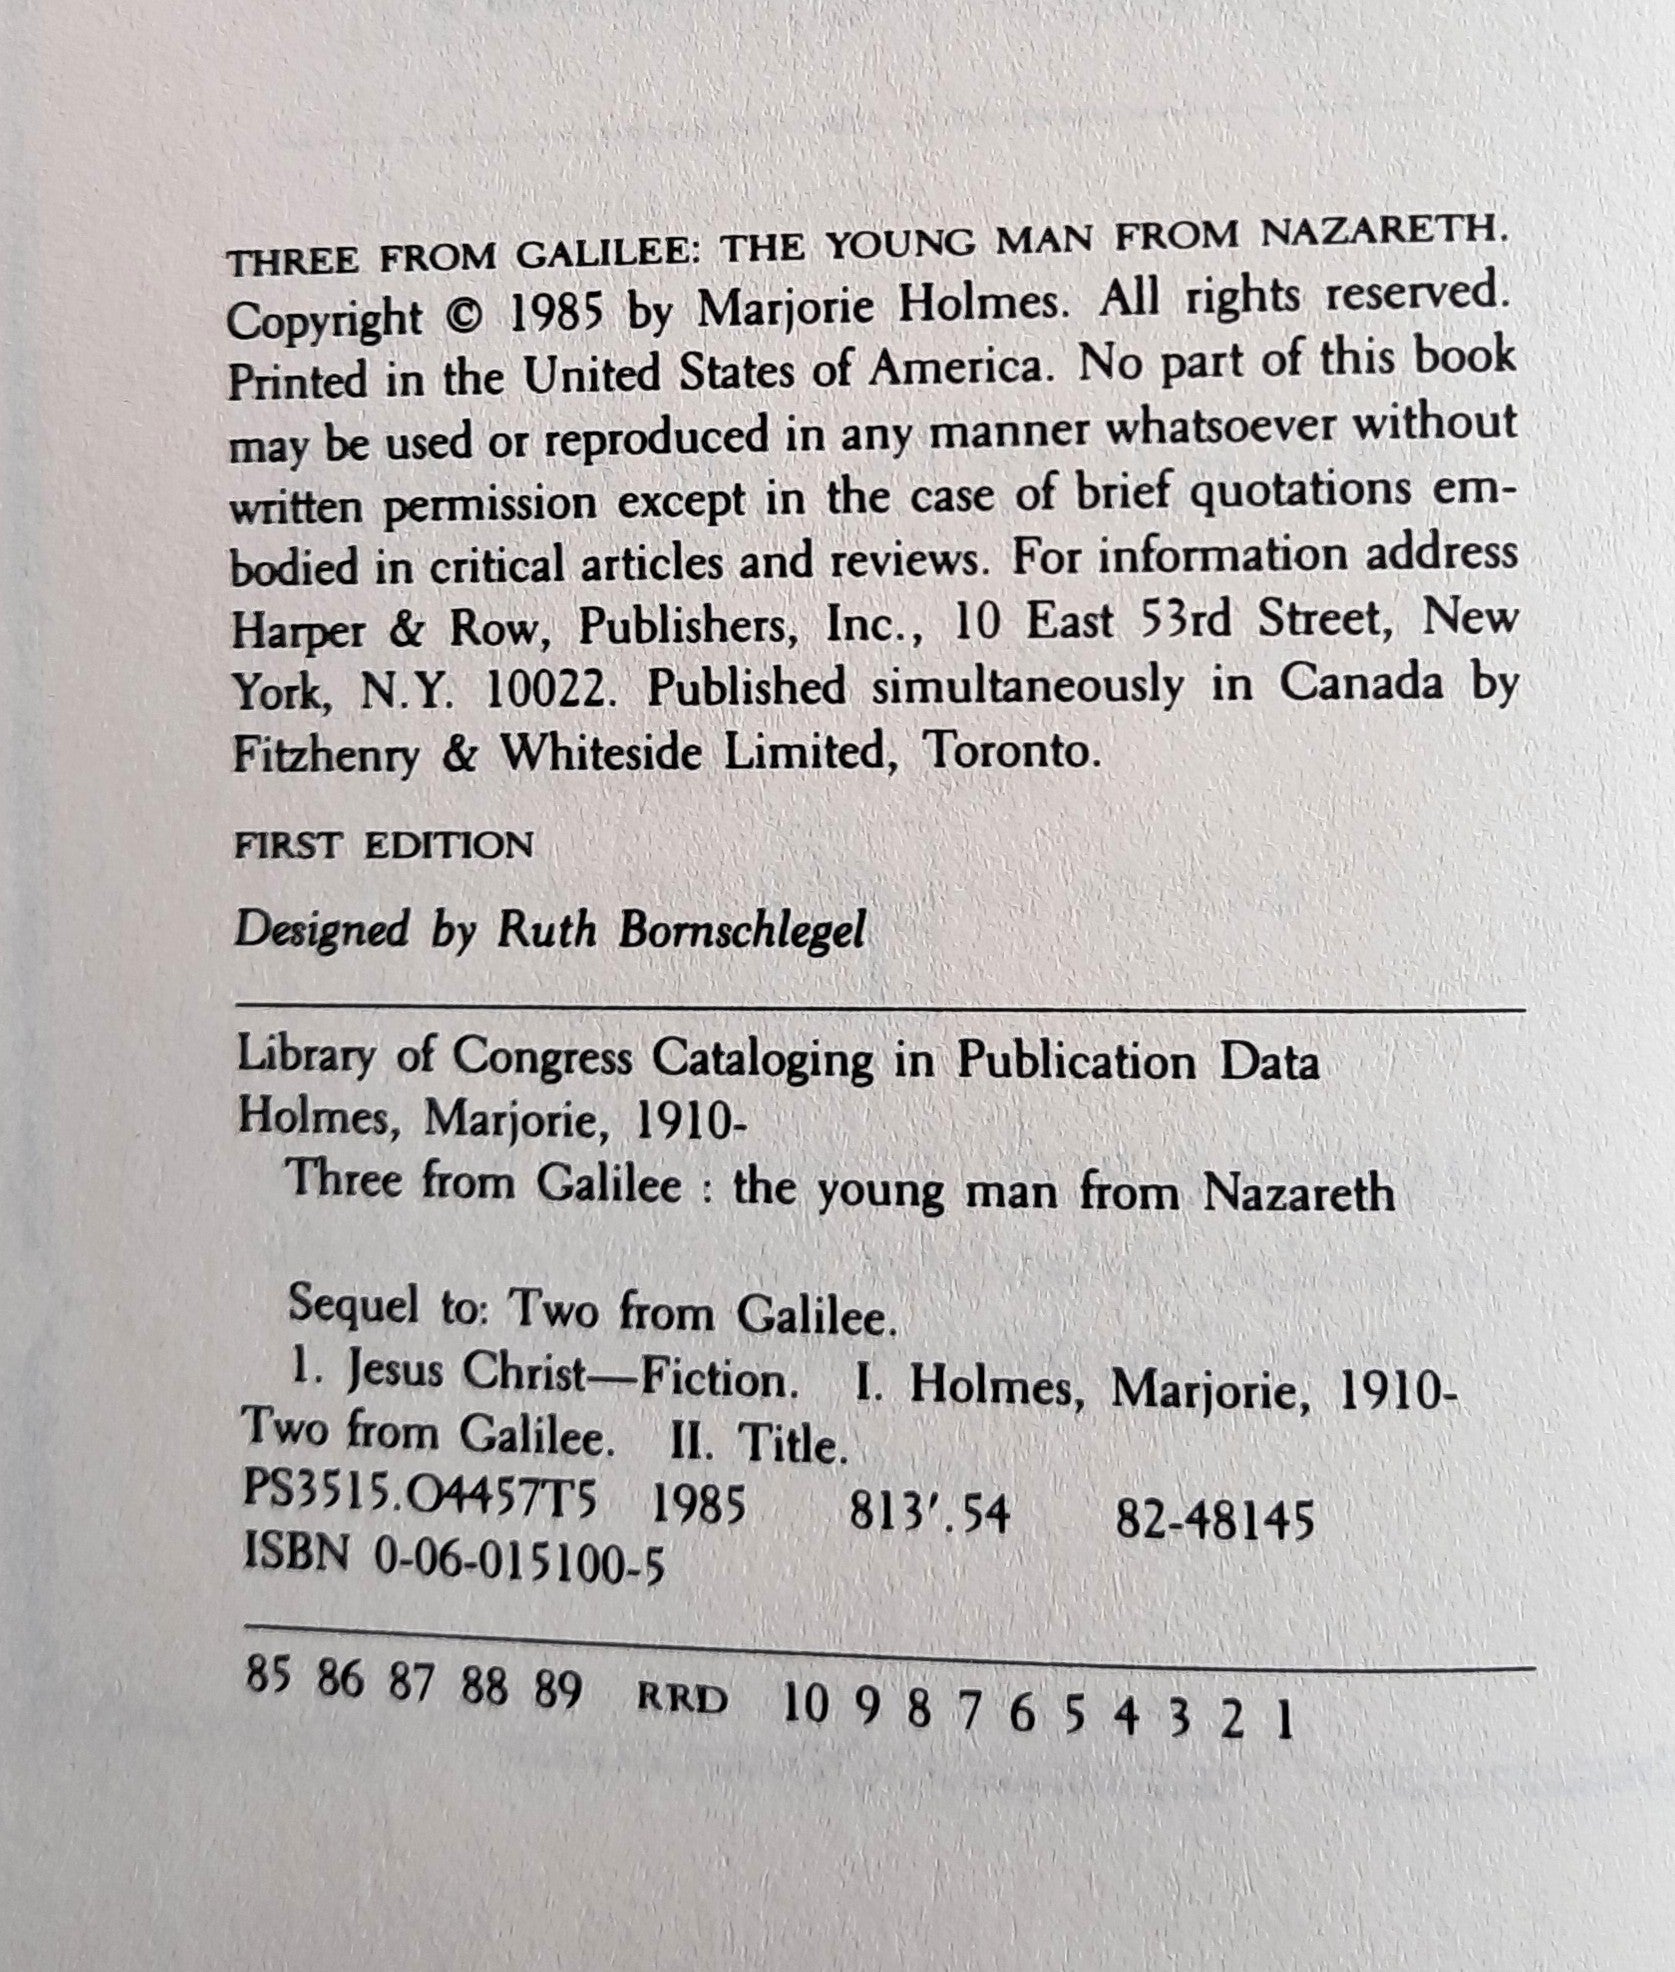 THREE FROM GALILEE: THE YOUNG MAN FROM NAZARETH.
Copyright © 1985 by Marjorie Holmes. All rights reserved.
Printed in the United States of America. No part of this book
may be used or reproduced in any manner whatsoever without
written permission except in the case of brief quotations em-
bodied in critical articles and reviews. For information address
Harper & Row, Publishers, Inc., 10 East 53rd Street, New
York, N.Y. 10022. Published simultaneously in Canada by
Fitzhenry & Whiteside Limited, Toronto.
FIRST EDITION
Designed by Ruth Bornschlegel
Library of Congress Cataloging in Publication Data
Holmes, Marjorie, 1910-
Three from Galilee : the young man from Nazareth
Sequel to: Two from Galilee.
1. Jesus Christ—Fiction. I. Holmes, Marjorie, 1910-
Two from Galilee. II. Title.
PS3515.O4457T5 1985 813′.54 82-48145
ISBN 0-06-015100-5
85 86 87 88 89 RRD 10 9 8 7 6 5 4 3 2 1